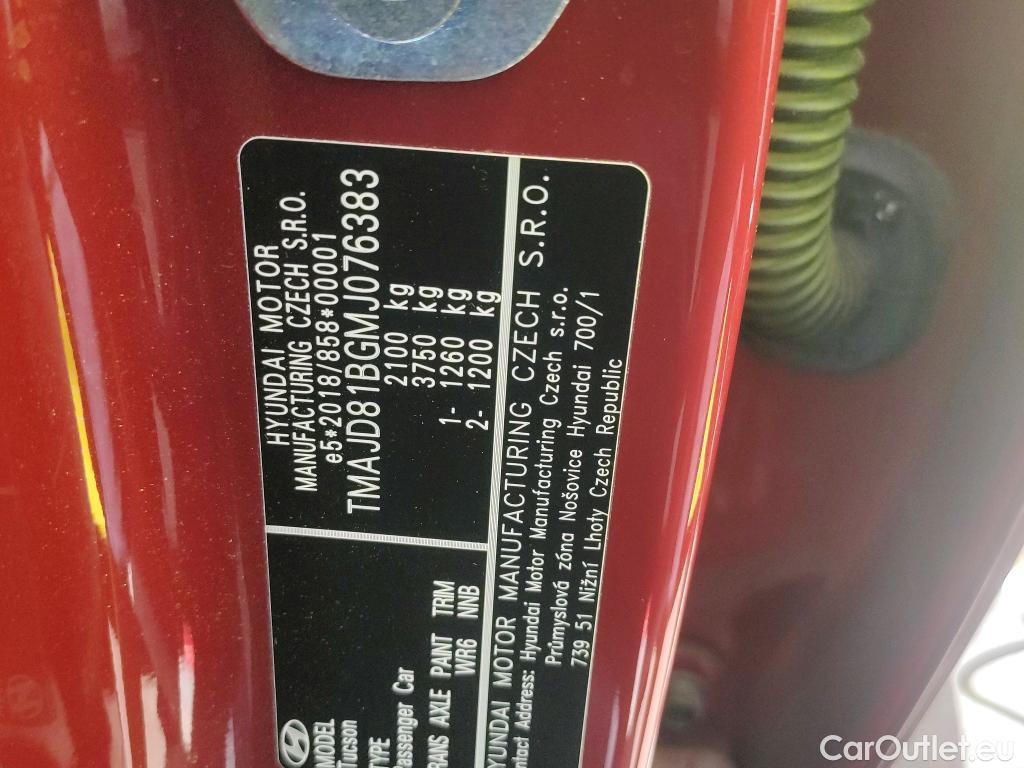 HYUNDAI MOTOR
MANUFACTURING CZECH S.R.O.
e5*2018/858*00001
TMAJD81BGMJ076383
2100 kg
3750 kg
1- 1260 kg
2- 1200 kg
MODEL
Tucson
TYPE
Passenger Car
AXLE PAINT TRIM
WR6 NNB
HYUNDAI MOTOR MANUFACTURING CZECH S.R.O.
Address: Hyundai Motor Manufacturing Czech s.r.o.
Průmyslová zóna Nošovice Hyundai 700/1
739 51 Nižní Lhoty Czech Republic
CarOutlet.eu